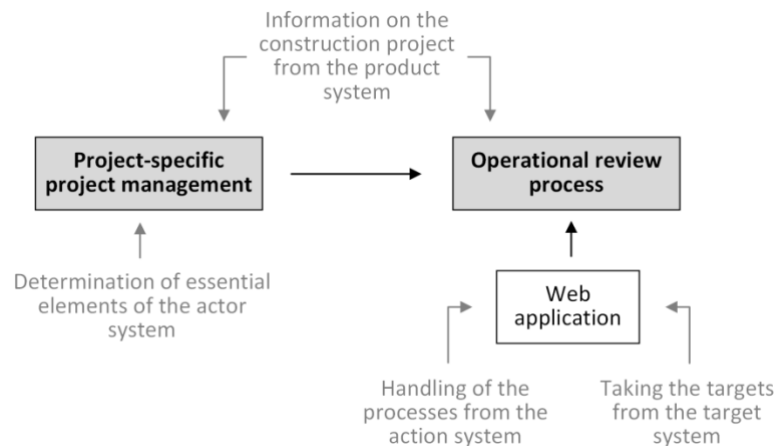 Information on the
construction project
from the product
system
Project-specific
project management
Operational review
process
Determination of essential
elements of the actor
system
Web
application
Handling of the
processes from the
action system
Taking the targets
from the target
system